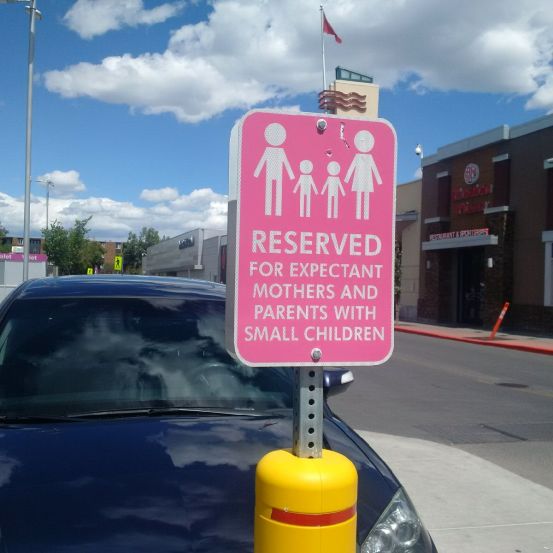 RESERVED
FOR EXPECTANT
MOTHERS AND
PARENTS WITH
SMALL CHILDREN